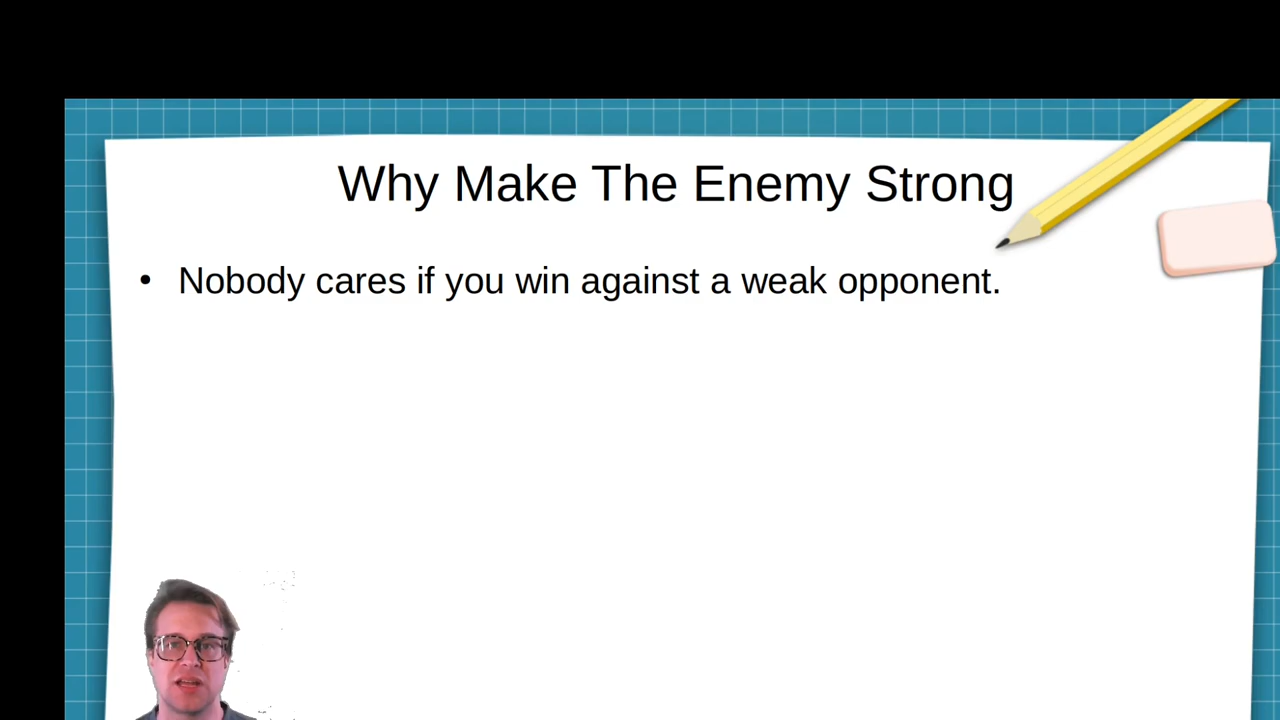 Why Make The Enemy Strong
• Nobody cares if you win against a weak opponent.